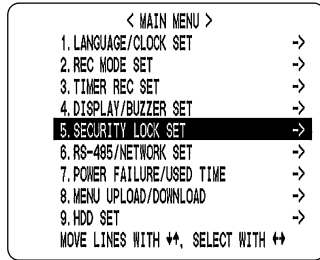 < MAIN MENU >
1. LANGUAGE/CLOCK SET ->
2. REC MODE SET ->
3. TIMER REC SET ->
4. DISPLAY/BUZZER SET ->
5. SECURITY LOCK SET ->
6. RS-485/NETWORK SET ->
7. POWER FAILURE/USED TIME ->
8. MENU UPLOAD/DOWNLOAD ->
9. HDD SET ->
MOVE LINES WITH ↓↑, SELECT WITH ←→